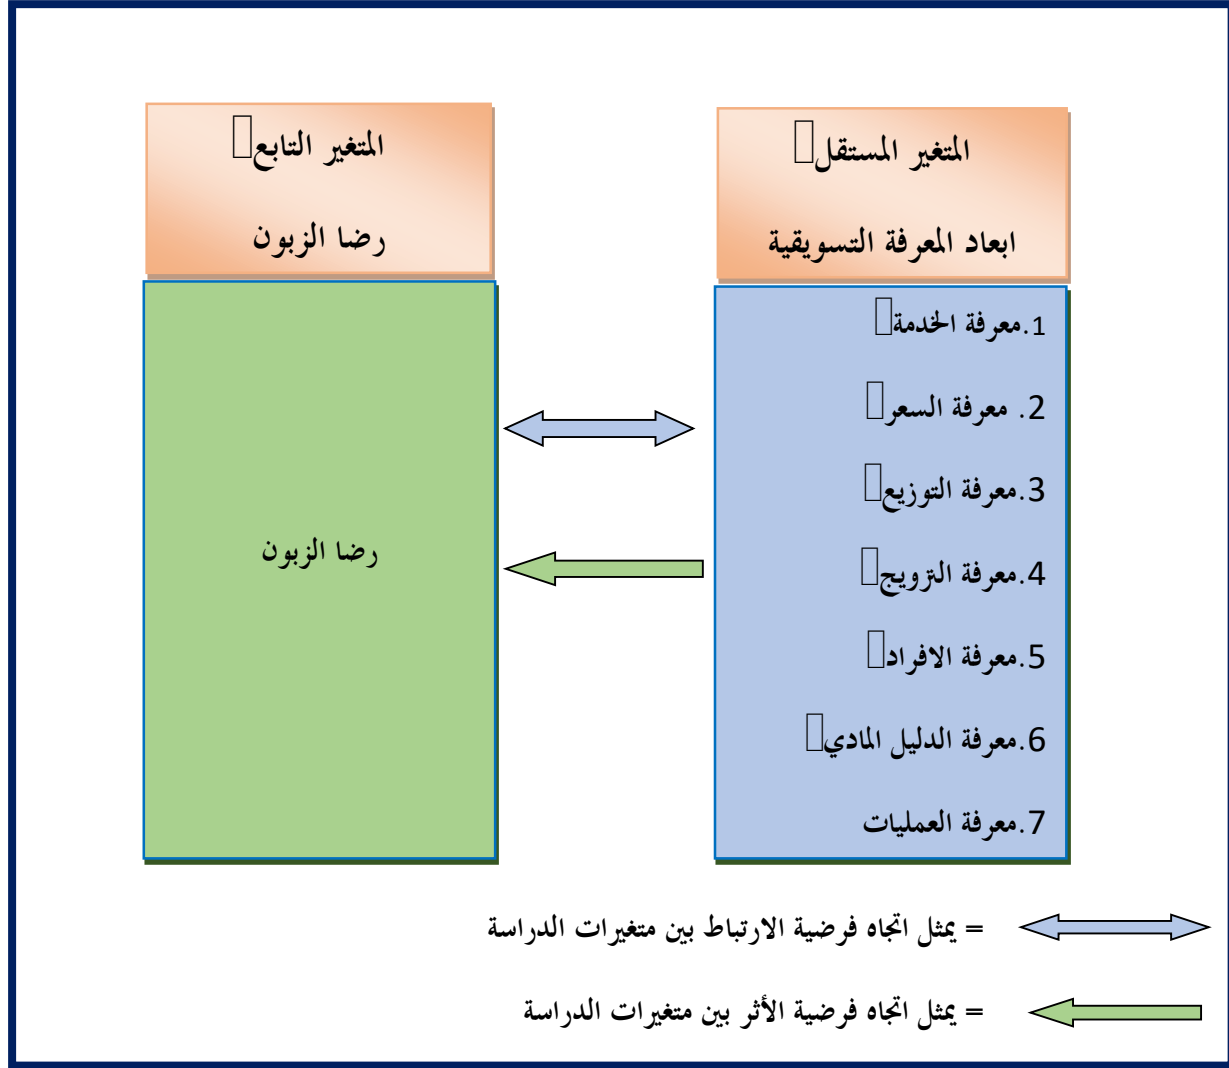 المتغير المستقل
ابعاد المعرفة التسويقية
1.معرفة الخدمة
2. معرفة السعر
3.معرفة التوزيع
4.معرفة الترويج
5.معرفة الافراد
6.معرفة الدليل المادي
7.معرفة العمليات
المتغير التابع
رضا الزبون
رضا الزبون
= يمثل اتجاه فرضية الارتباط بين متغيرات الدراسة
= يمثل اتجاه فرضية الأثر بين متغيرات الدراسة